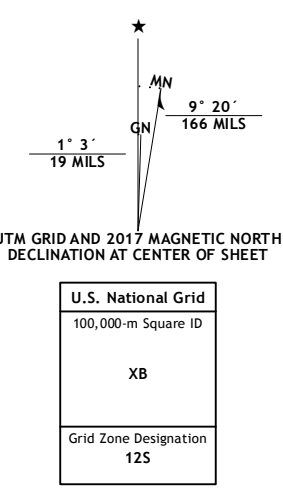 MN
GN
9° 20´
166 MILS
1° 3´
19 MILS
UTM GRID AND 2017 MAGNETIC NORTH
DECLINATION AT CENTER OF SHEET
U.S. National Grid
100,000-m Square ID
XB
Grid Zone Designation
12S